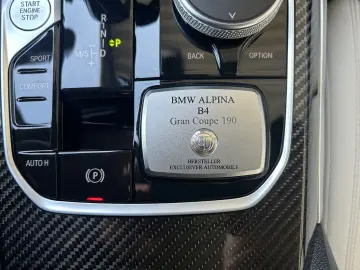 START
ENGINE
STOP
R
N
D
M/S
P
SPORT
COMFORT
AUTO H
P
BACK
OPTION
BMW ALPINA
B4
Gran Coupe 190
HERSTELLER
EXCLUSIVER AUTOMOBILE